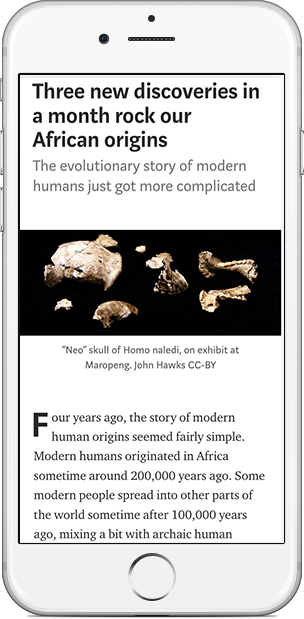 Three new discoveries in
a month rock our
African origins
The evolutionary story of modern
humans just got more complicated
"Neo" skull of Homo naledi, on exhibit at
Maropeng. John Hawks CC-BY
Four years ago, the story of modern
human origins seemed fairly simple.
Modern humans originated in Africa
sometime around 200,000 years ago. Some
modern people spread into other parts of
the world sometime after 100,000 years
ago, mixing a bit with archaic human